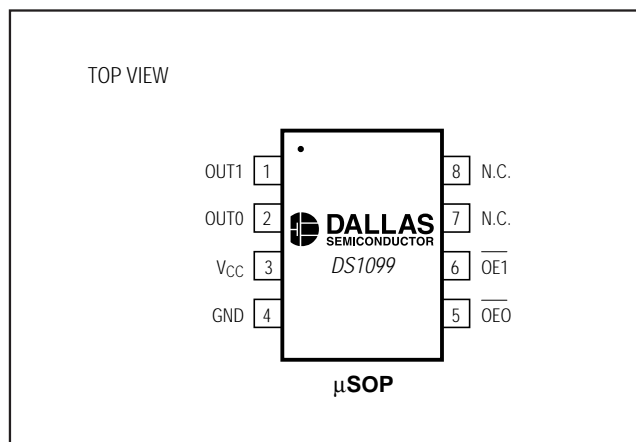 TOP VIEW
OUT1 1
8 N.C.
OUT0 2
7 N.C.
DALLAS
SEMICONDUCTOR
VCC 3
DS1099
6 OE1
GND 4
5 OE0
µSOP